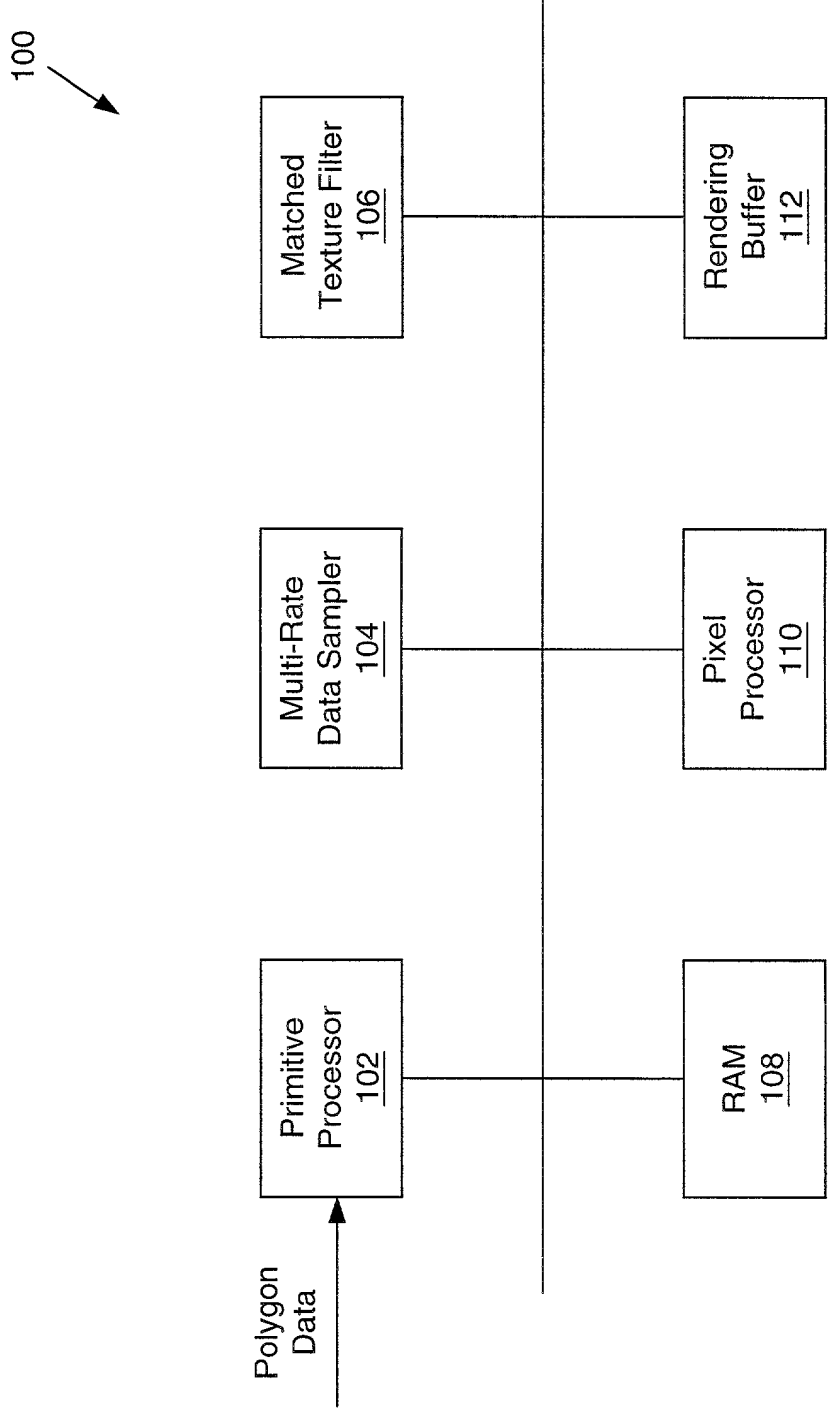 100
Polygon
Data
Primitive
Processor
102
Multi-Rate
Data Sampler
104
Matched
Texture Filter
106
RAM
108
Pixel
Processor
110
Rendering
Buffer
112